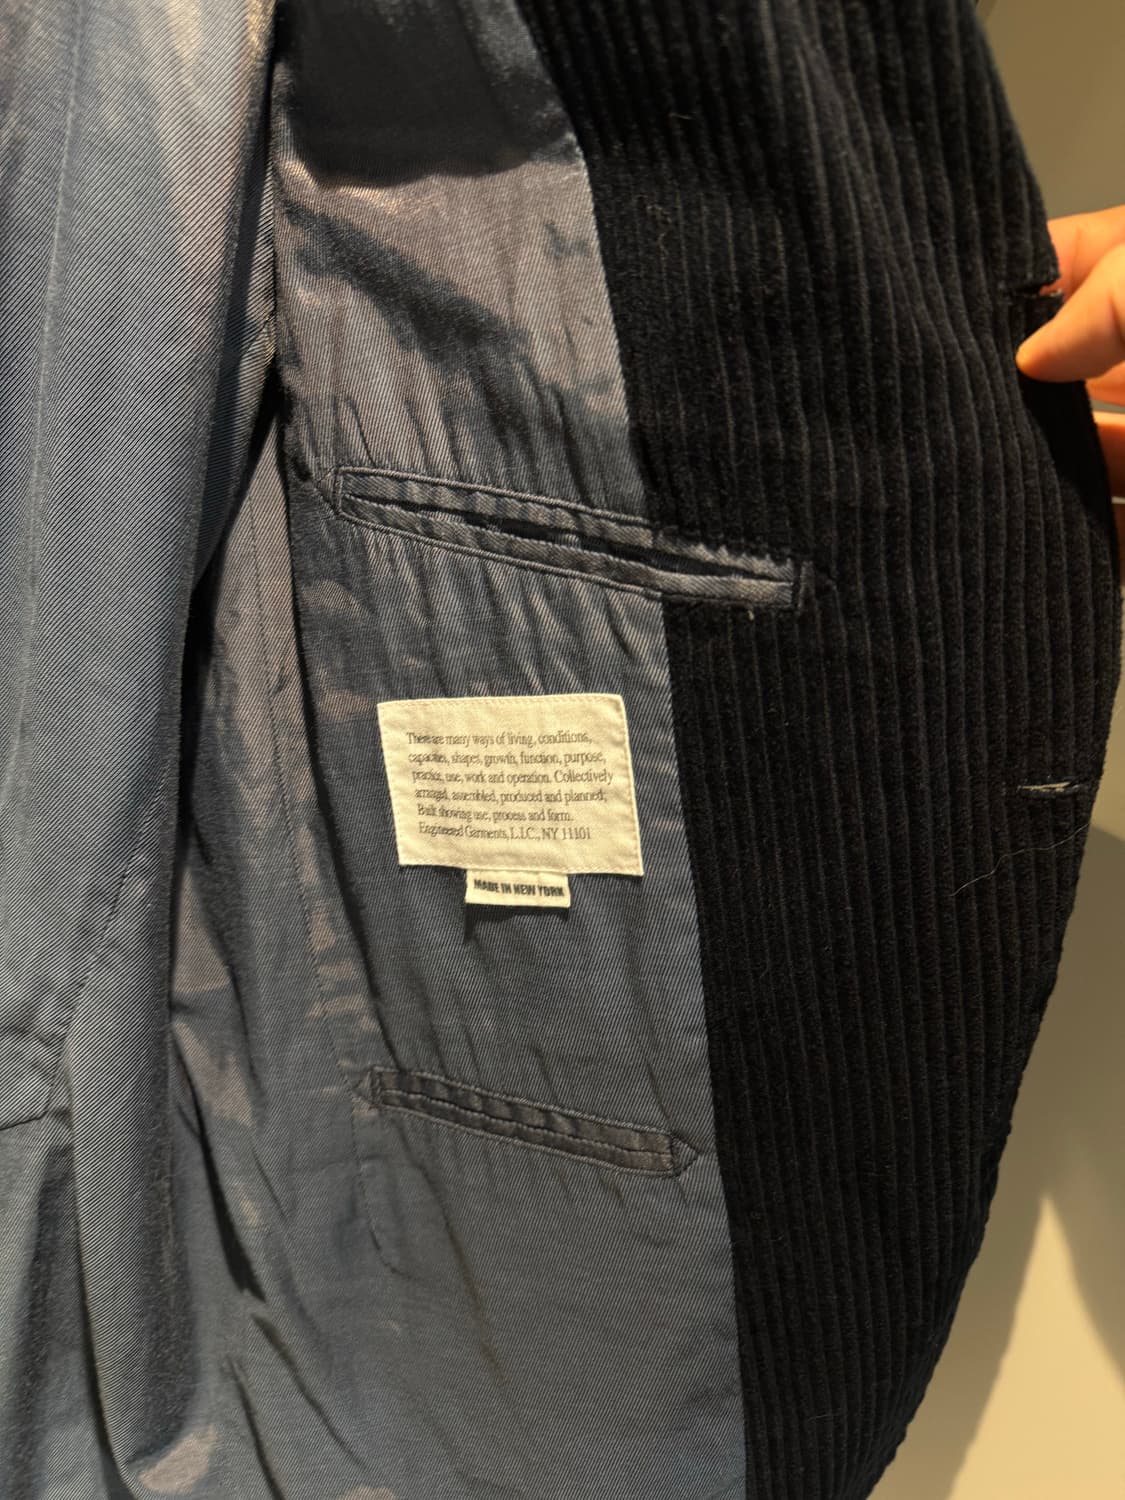 There are many ways of living, conditions,
capacities, shapes, growth, function, purpose,
practice, use, work and operation. Collectively
arranged, assembled, produced and planned;
Built showing use, process and form.
Engineered Garments, L.I.C., NY 11101
MADE IN NEW YORK